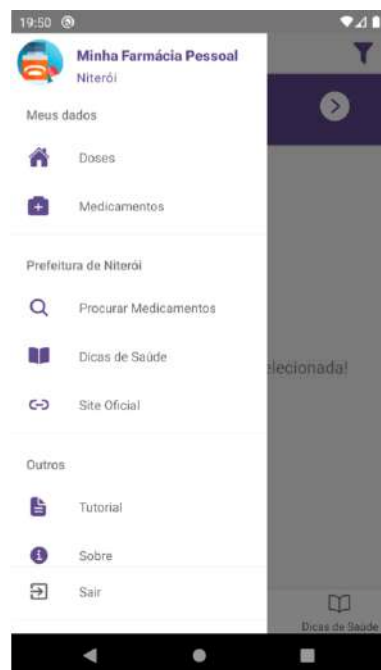 19:50
Minha Farmácia Pessoal
Niterói
Meus dados
Doses
Medicamentos
Prefeitura de Niterói
Procurar Medicamentos
Dicas de Saúde
elecionada!
Site Oficial
Outros
Tutorial
Sobre
Sair
Dicas de Saúde